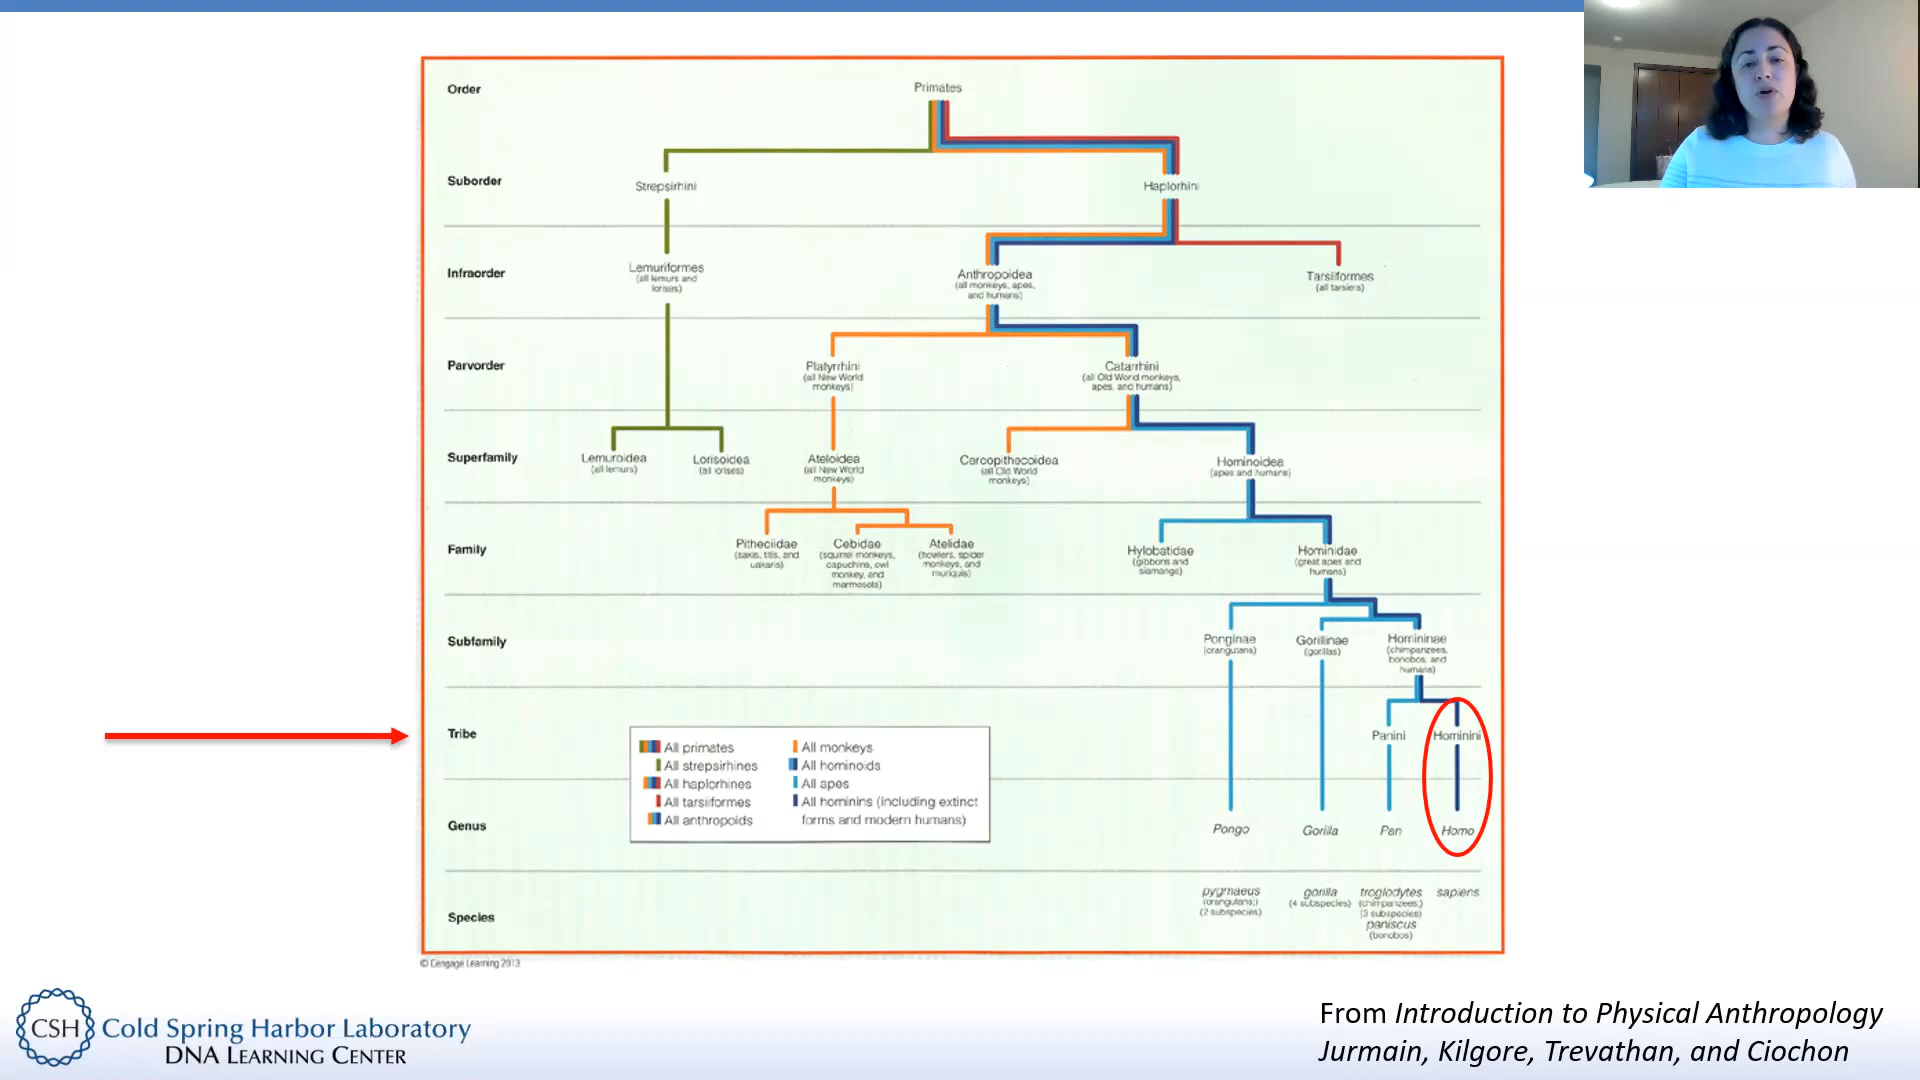 Order
Primates
Suborder
Strepsirhini
Haplorhini
Infraorder
Lemuriformes
(all lemurs and
lorises)
Anthropoidea
(all monkeys, apes,
and humans)
Tarsiiformes
(all tarsiers)
Parvorder
Platyrrhini
(all New World
monkeys)
Catarrhini
(all Old World monkeys,
apes, and humans)
Superfamily
Lemuroidea
(all lemurs)
Lorisoidea
(all lorises)
Ateloidea
(all New World
monkeys)
Cercopithecoidea
(all Old World
monkeys)
Hominoidea
(apes and humans)
Family
Pitheciidae
(sakis, titis, and
uakaris)
Cebidae
(squirrel monkeys,
capuchins, owl
monkey, and
marmosets)
Atelidae
(howlers, spider
monkeys, and
muriquis)
Hylobatidae
(gibbons and
siamangs)
Hominidae
(great apes and
humans)
Subfamily
Ponginae
(orangutans)
Gorillinae
(gorillas)
Homininae
(chimpanzees,
bonobos, and
humans)
Tribe
Panini
Hominini
All primates
All strepsirhines
All haplorhines
All tarsiiformes
All anthropoids
All monkeys
All hominoids
All apes
All hominins (including extinct
forms and modern humans)
Genus
Pongo
Gorilla
Pan
Homo
Species
pygmaeus
(orangutans;)
(2 subspecies)
gorilla
(4 subspecies)
troglodytes
(chimpanzees;)
(3 subspecies)
paniscus
(bonobos)
sapiens
© Cengage Learning 2013
CSH Cold Spring Harbor Laboratory
DNA LEARNING CENTER
From Introduction to Physical Anthropology
Jurmain, Kilgore, Trevathan, and Ciochon